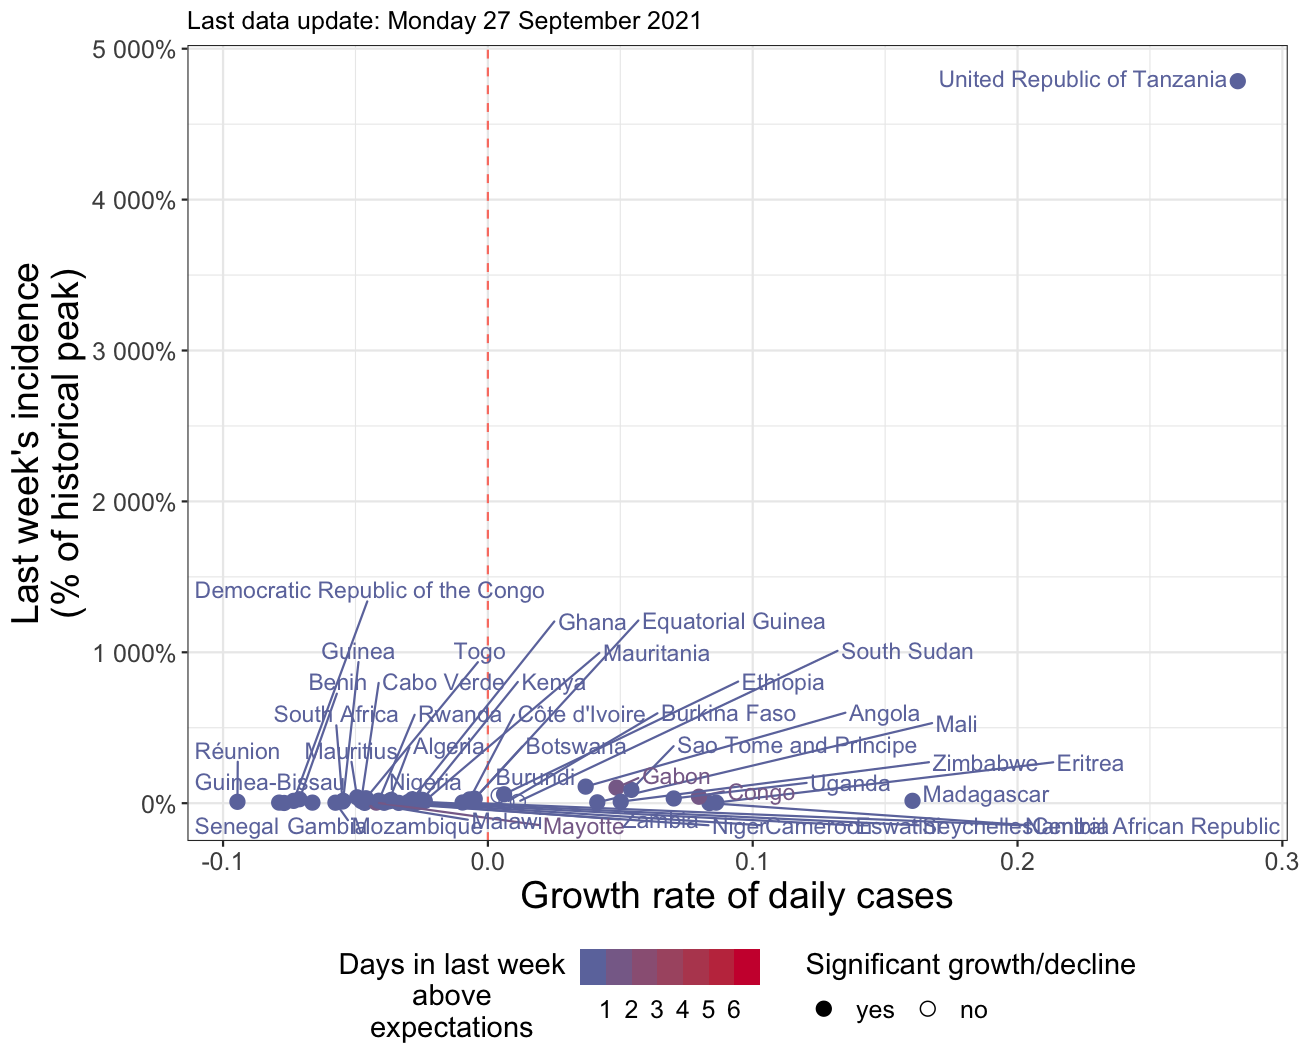 Last data update: Monday 27 September 2021
5 000%
United Republic of Tanzania
4 000%
3 000%
2 000%
1 000%
0%
Last week's incidence
(% of historical peak)
Democratic Republic of the Congo
Ghana
Equatorial Guinea
Guinea
Togo
Mauritania
South Sudan
Benin
Cabo Verde
Kenya
Ethiopia
South Africa
Rwanda
Côte d'Ivoire
Burkina Faso
Angola
Mali
Réunion
Mauritius
Algeria
Botswana
Sao Tome and Principe
Zimbabwe
Eritrea
Guinea-Bissau
Nigeria
Burundi
Gabon
Uganda
Congo
Madagascar
Senegal
Gambia
Mozambique
Malawi
Mayotte
Zambia
Niger
Cameroon
Eswatini
Seychelles
Namibia
Central African Republic
-0.1
0.0
0.1
0.2
0.3
Growth rate of daily cases
Days in last week
above
expectations
1 2 3 4 5 6
Significant growth/decline
yes
no